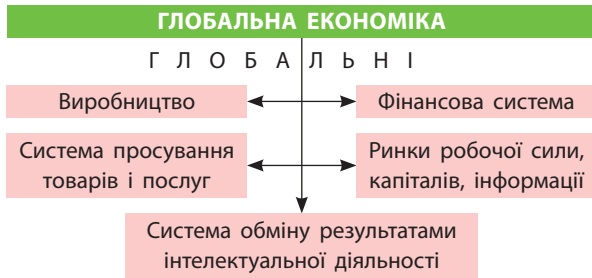 ГЛОБАЛЬНА ЕКОНОМІКА
Г Л О Б А Л Ь Н І
Виробництво
Фінансова система
Система просування
товарів і послуг
Ринки робочої сили,
капіталів, інформації
Система обміну результатами
інтелектуальної діяльності